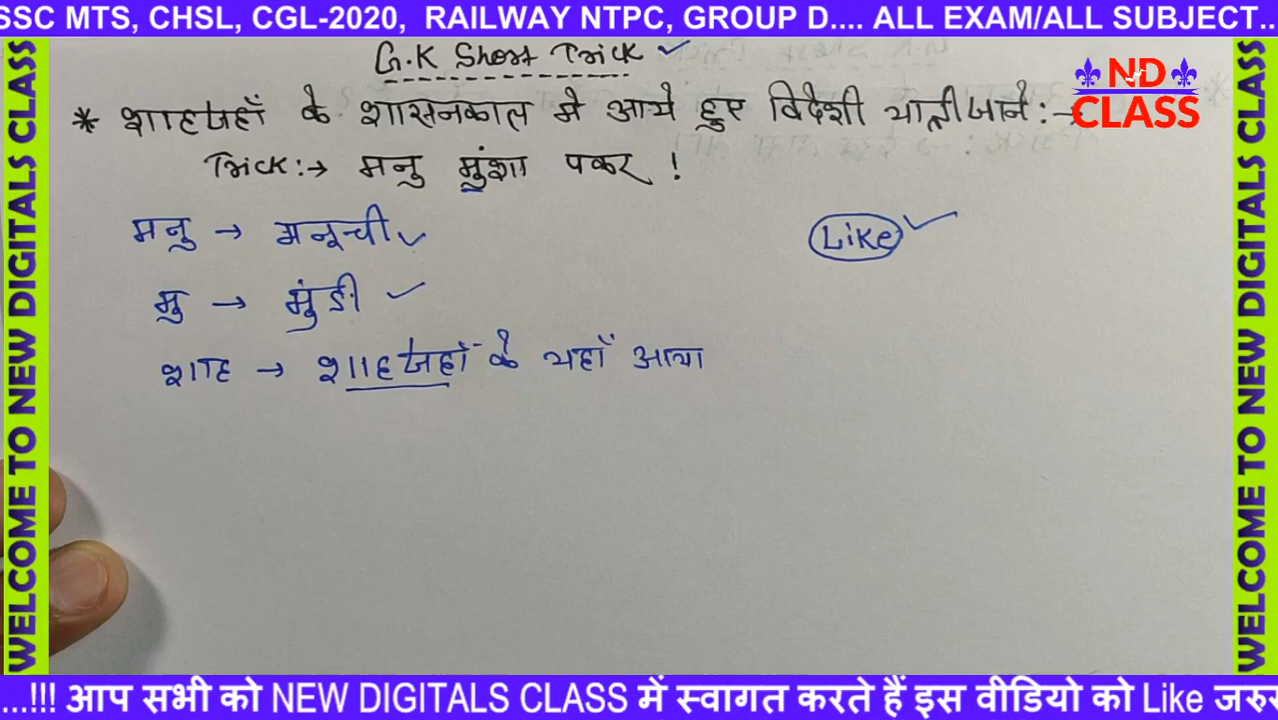 SSC MTS, CHSL, CGL-2020, RAILWAY NTPC, GROUP D.... ALL EXAM/ALL SUBJECT..
G.K Short Trick
* शाहजहाँ के शासनकाल में आये हुए विदेशी यात्री जाने:→
Trick:→ मनु मुंशा पकर !
मनु → मनूची
Like
मु → मुंडी
शाह → शाहजहाँ के यहाँ आया
ND
CLASS
WELCOME TO NEW DIGITALS CLASS
WELCOME TO NEW DIGITALS CLASS
...!!! आप सभी को NEW DIGITALS CLASS में स्वागत करते हैं इस वीडियो को Like जरु